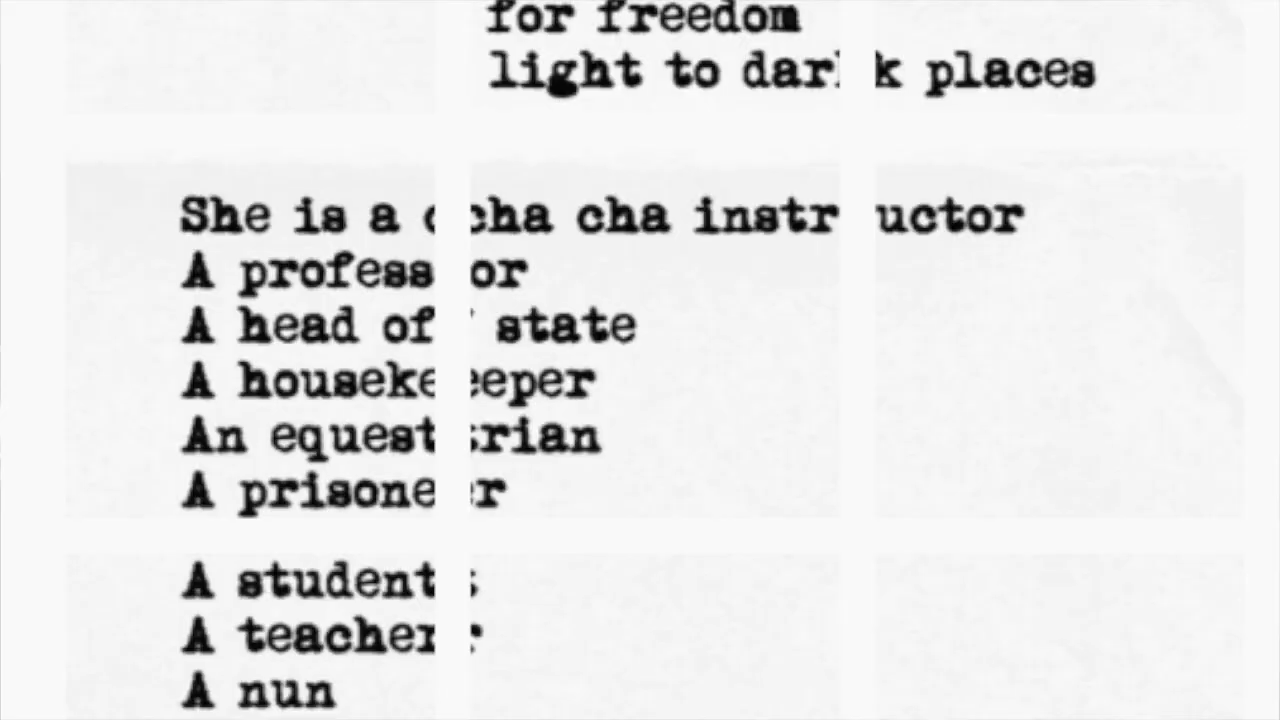 for freedom
light to dark places
She is a cha cha instructor
A professor
A head of state
A housekeeper
An equestrian
A prisoner
A student
A teacher
A nun